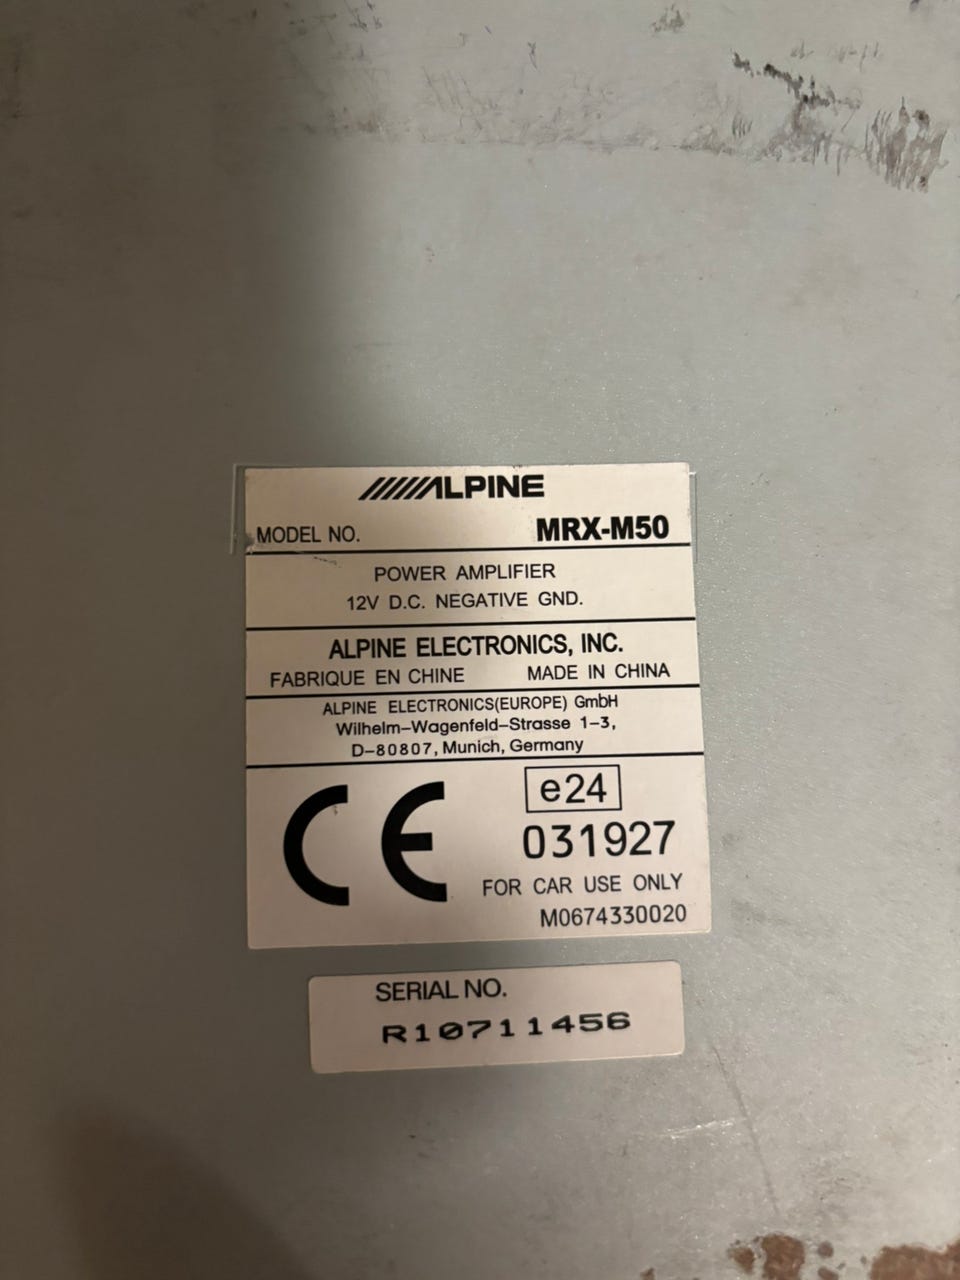 ALPINE
MODEL NO. MRX-M50
POWER AMPLIFIER
12V D.C. NEGATIVE GND.
ALPINE ELECTRONICS, INC.
FABRIQUE EN CHINE MADE IN CHINA
ALPINE ELECTRONICS(EUROPE) GmbH
Wilhelm-Wagenfeld-Strasse 1-3,
D-80807, Munich, Germany
CE e24
031927
FOR CAR USE ONLY
M0674330020
SERIAL NO.
R10711456